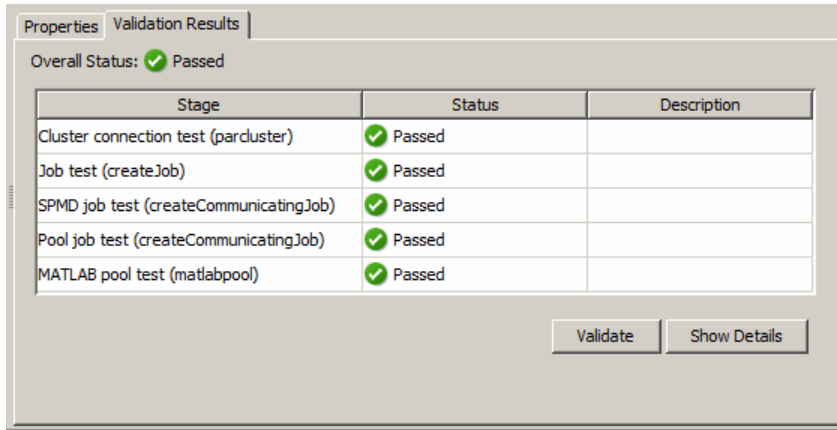 Properties Validation Results
Overall Status: Passed
Stage Status Description
Cluster connection test (parcluster) Passed
Job test (createJob) Passed
SPMD job test (createCommunicatingJob) Passed
Pool job test (createCommunicatingJob) Passed
MATLAB pool test (matlabpool) Passed
Validate Show Details